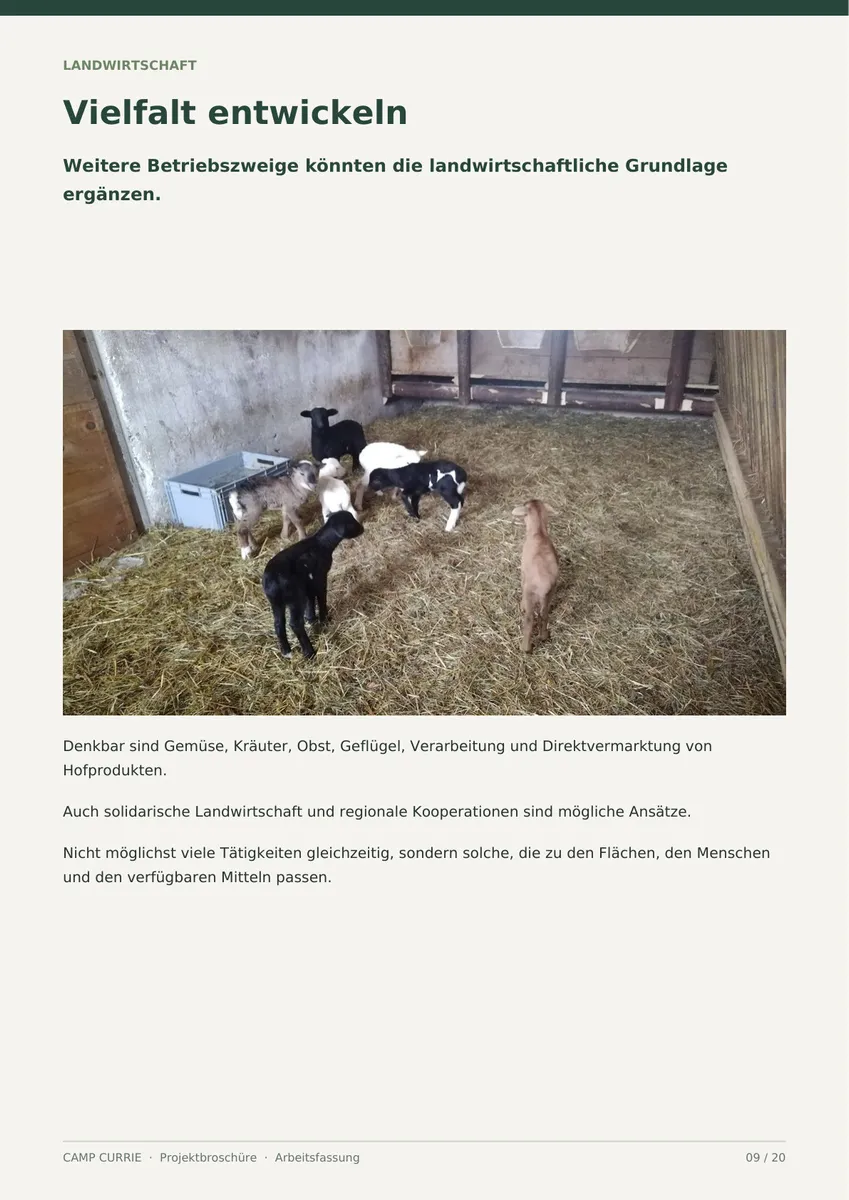 LANDWIRTSCHAFT
Vielfalt entwickeln
Weitere Betriebszweige könnten die landwirtschaftliche Grundlage
ergänzen.
Denkbar sind Gemüse, Kräuter, Obst, Geflügel, Verarbeitung und Direktvermarktung von
Hofprodukten.
Auch solidarische Landwirtschaft und regionale Kooperationen sind mögliche Ansätze.
Nicht möglichst viele Tätigkeiten gleichzeitig, sondern solche, die zu den Flächen, den Menschen
und den verfügbaren Mitteln passen.
CAMP CURRIE · Projektbroschüre · Arbeitsfassung
09 / 20